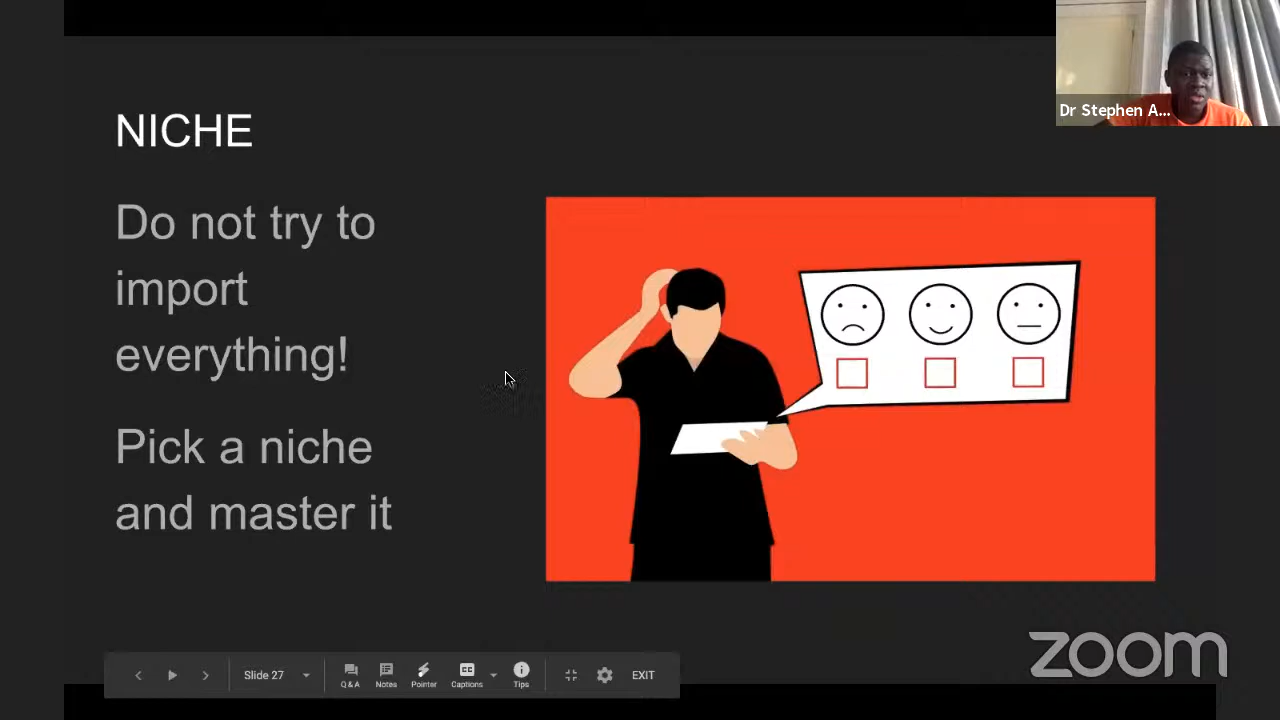 Dr Stephen A...
NICHE
Do not try to
import
everything!
Pick a niche
and master it
Slide 27
Q & A
Notes
Pointer
CC
Captions
Tips
EXIT
zoom